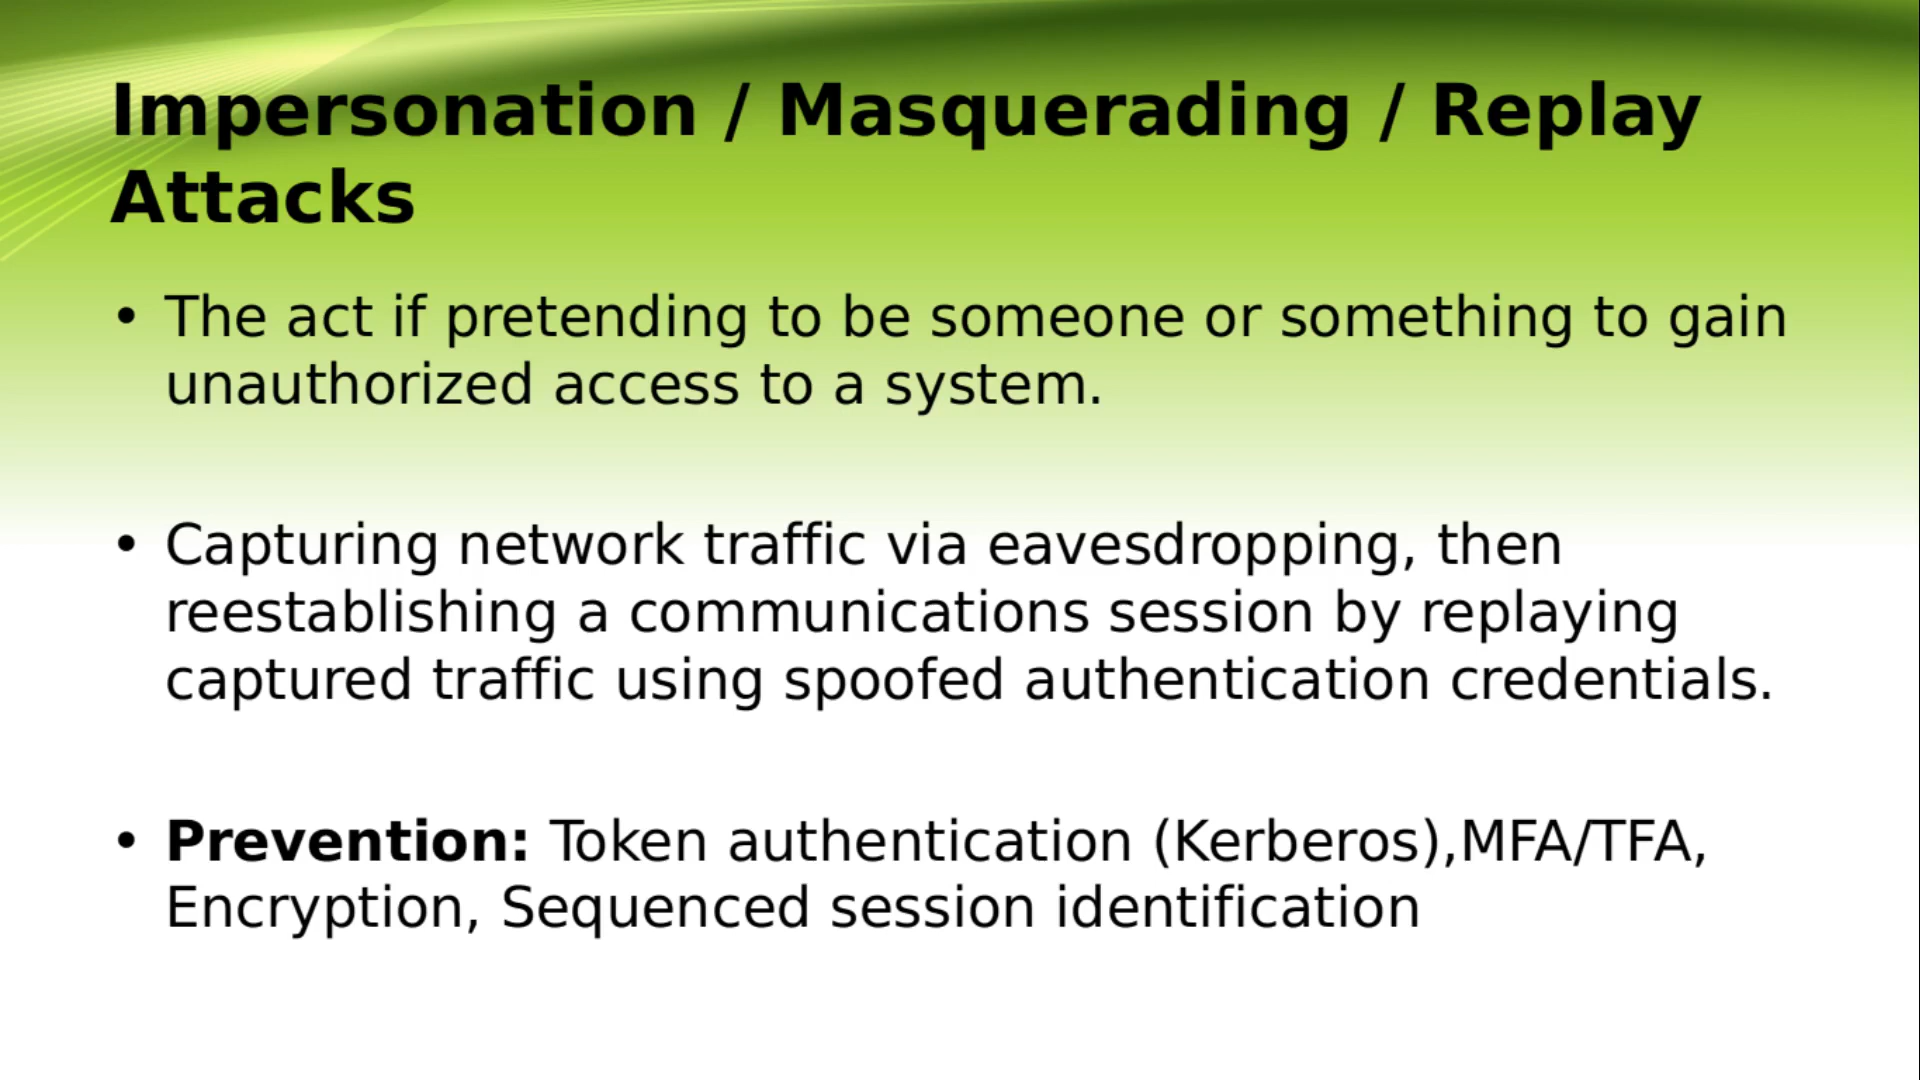 Impersonation / Masquerading / Replay
Attacks
• The act if pretending to be someone or something to gain
unauthorized access to a system.
• Capturing network traffic via eavesdropping, then
reestablishing a communications session by replaying
captured traffic using spoofed authentication credentials.
• Prevention: Token authentication (Kerberos),MFA/TFA,
Encryption, Sequenced session identification